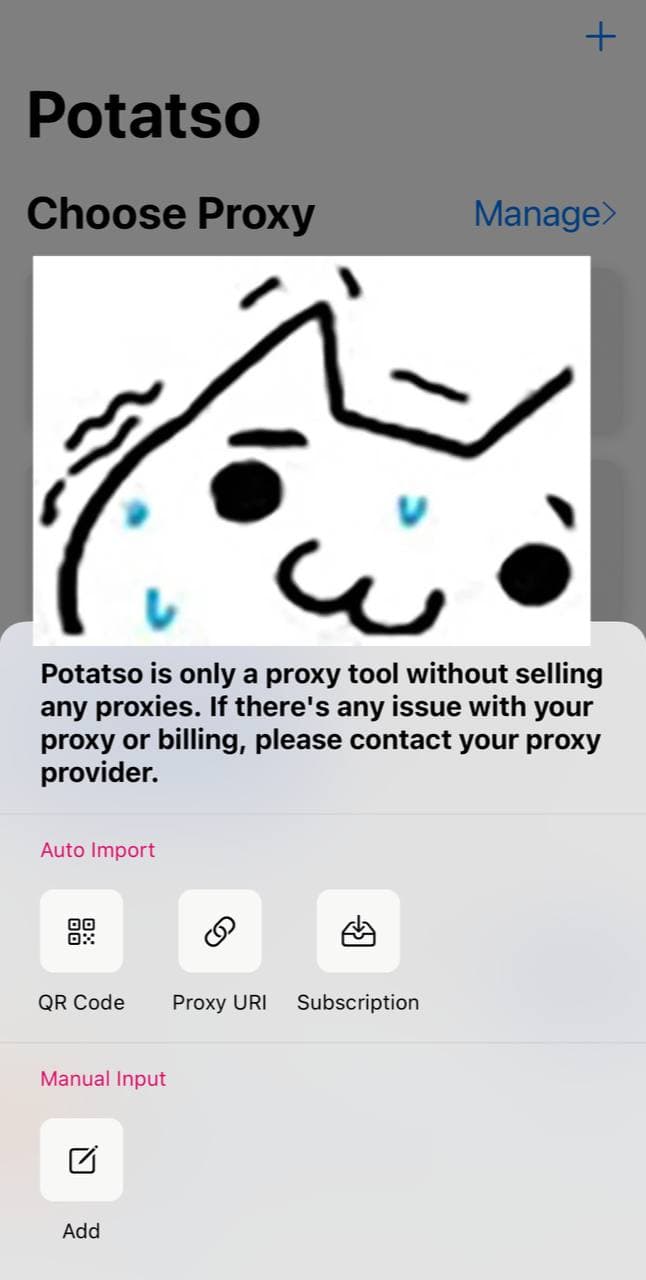 Potatso
Choose Proxy
Manage
Potatso is only a proxy tool without selling
any proxies. If there's any issue with your
proxy or billing, please contact your proxy
provider.
Auto Import
QR Code
Proxy URI
Subscription
Manual Input
Add